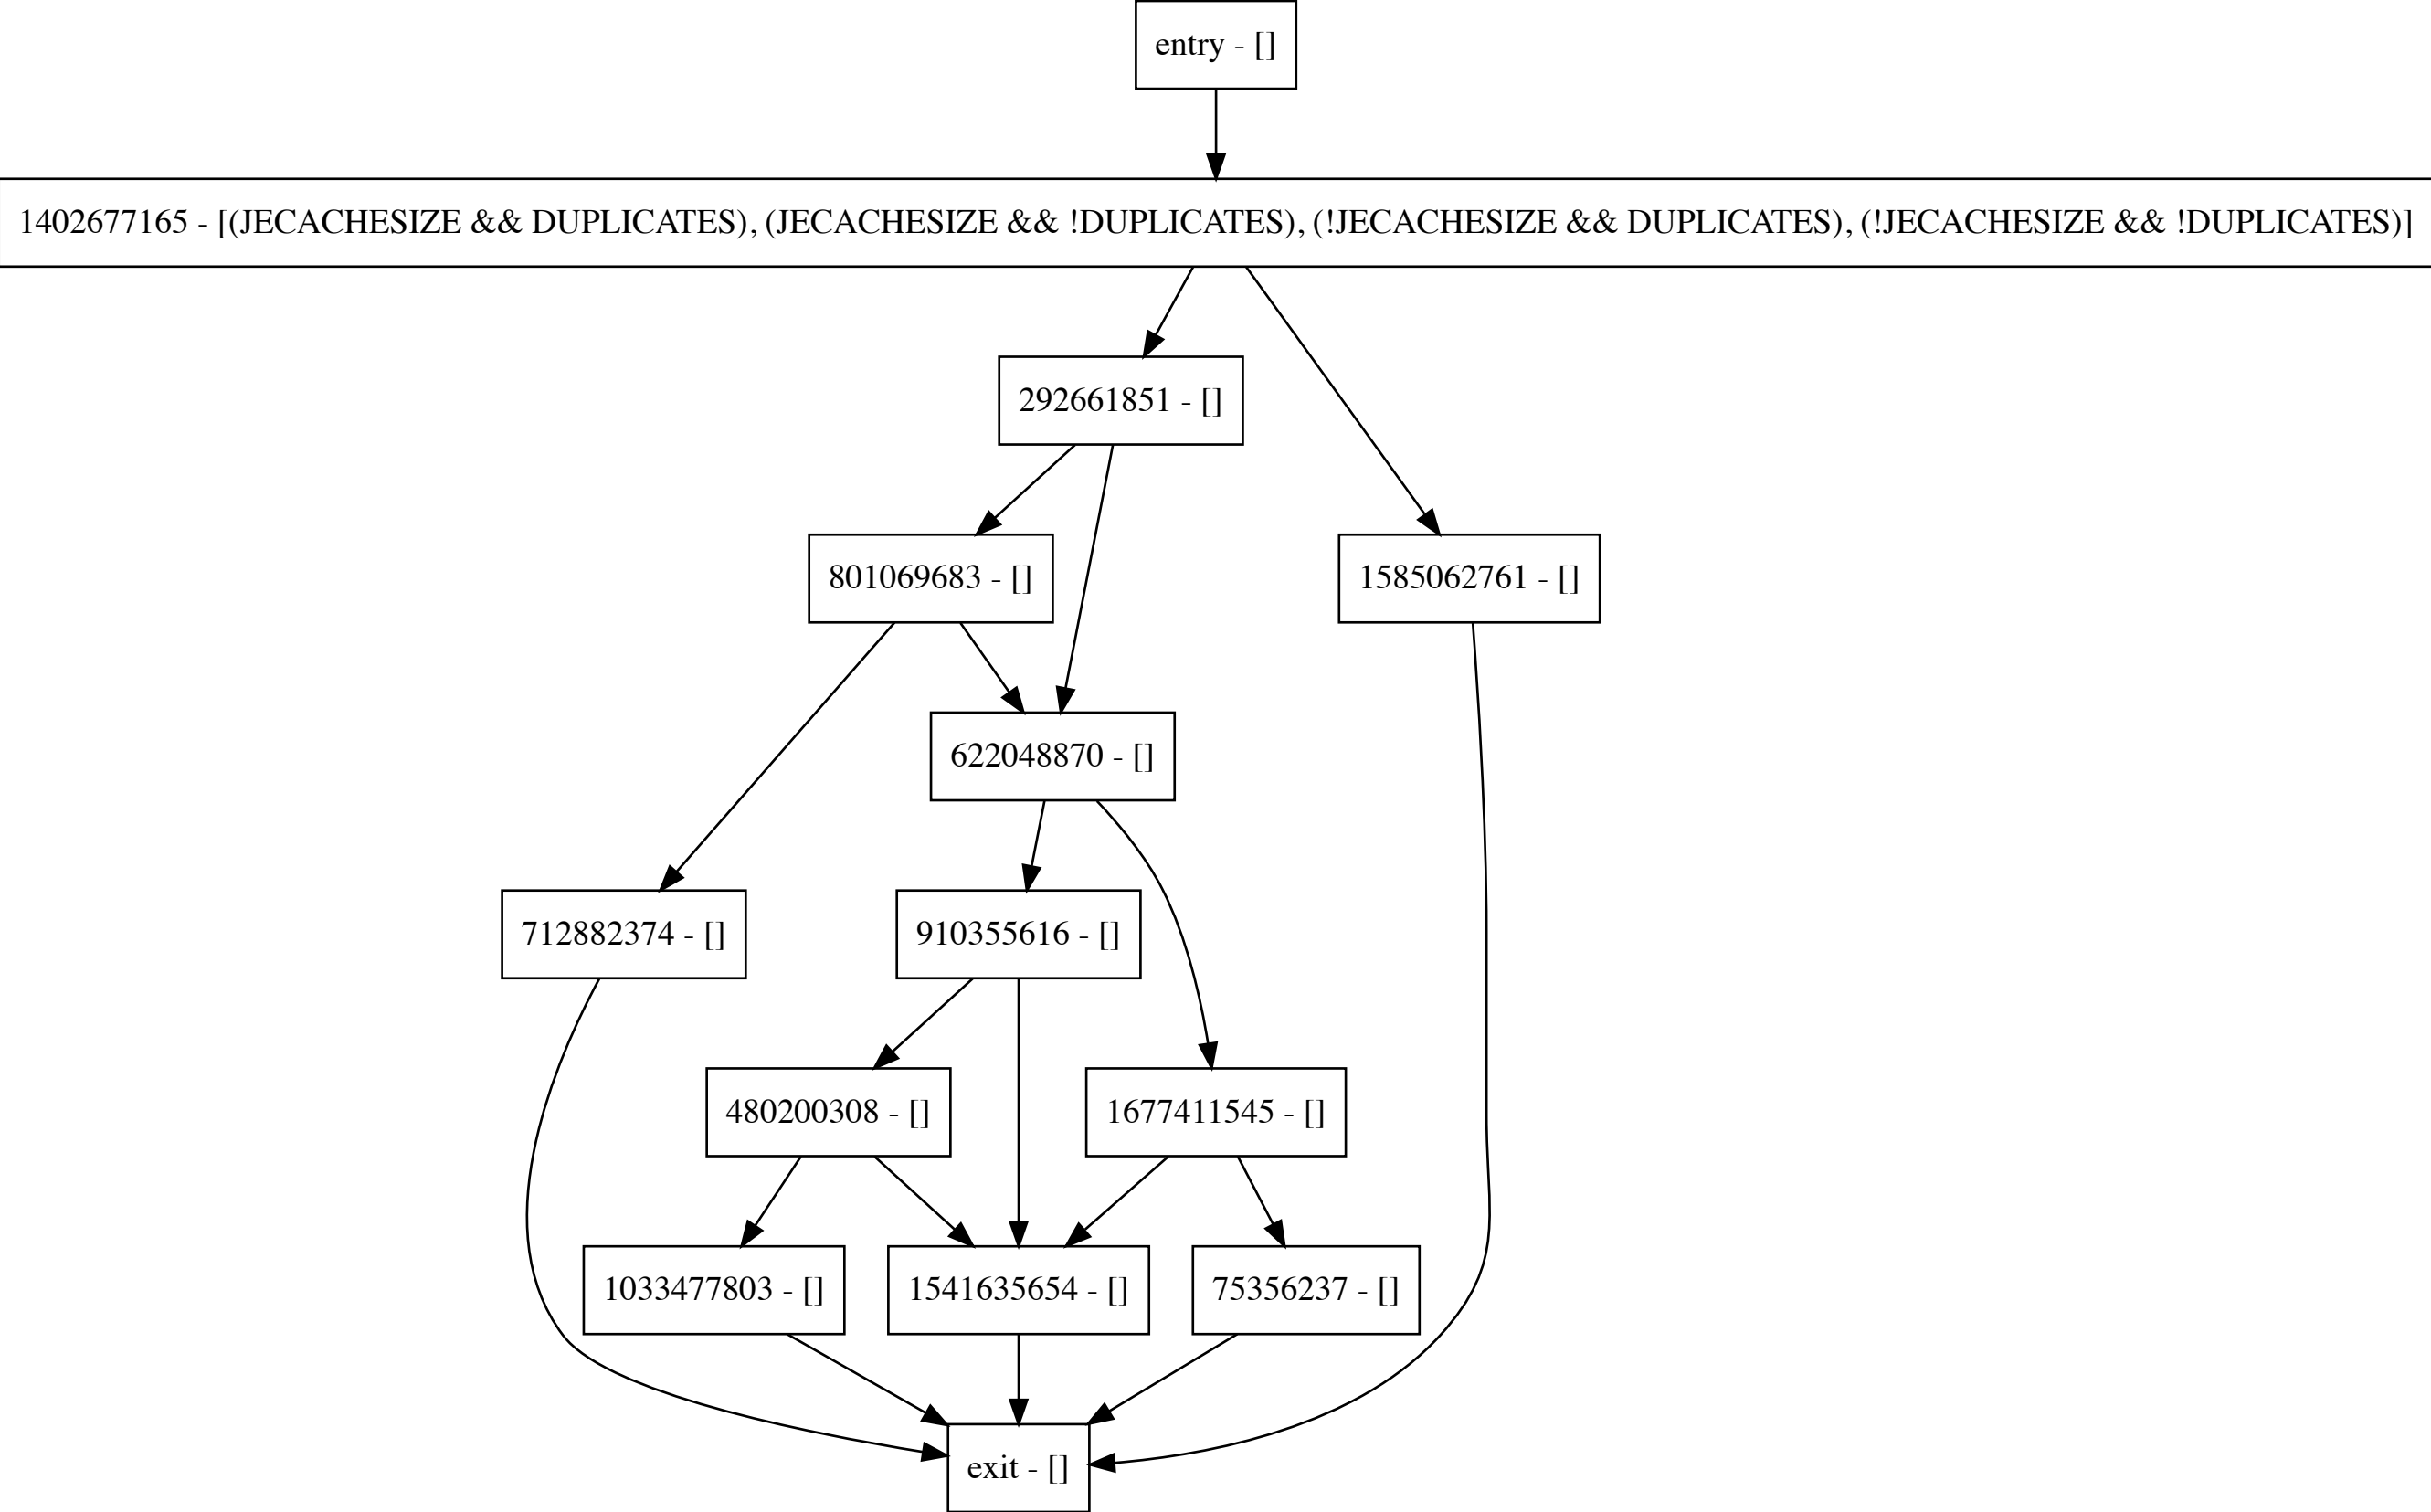 entry - []
1402677165 - [(JECACHESIZE && DUPLICATES), (JECACHESIZE && !DUPLICATES), (!JECACHESIZE && DUPLICATES), (!JECACHESIZE && !DUPLICATES)]
292661851 - []
801069683 - []
1585062761 - []
622048870 - []
712882374 - []
910355616 - []
480200308 - []
1677411545 - []
1033477803 - []
1541635654 - []
75356237 - []
exit - []